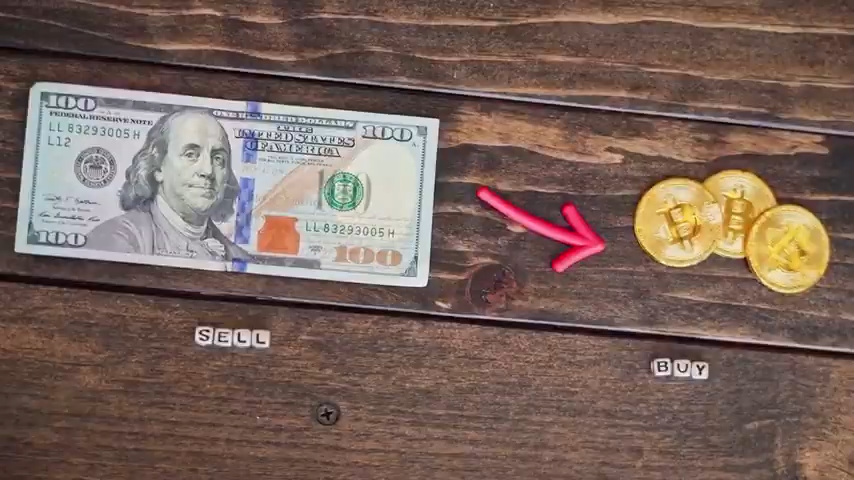 100
ONE HUNDRED DOLLARS
100
FEDERAL RESERVE NOTE
THE
UNITED STATES
OF AMERICA
LL 83293005 H
L12
100
LL 83293005 H
100
100
B
B
SELL
BUY